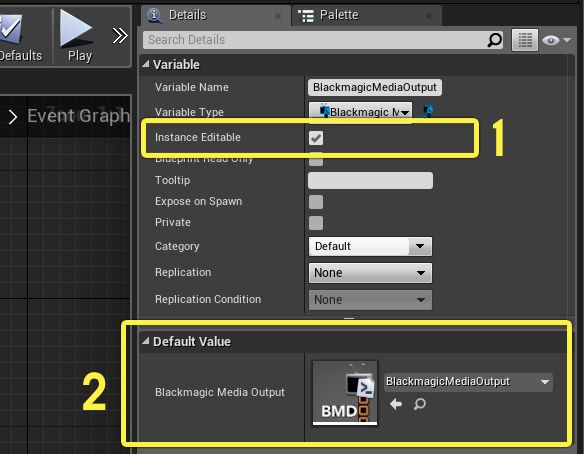 Details
Palette
Defaults
Play
Search Details
Event Graph
Variable
Variable Name
BlackmagicMediaOutput
Variable Type
Blackmagic M
Instance Editable
1
Blueprint Read Only
Tooltip
Expose on Spawn
Private
Category
Default
Replication
None
Replication Condition
None
Default Value
2
Blackmagic Media Output
BMD
BlackmagicMediaOutput